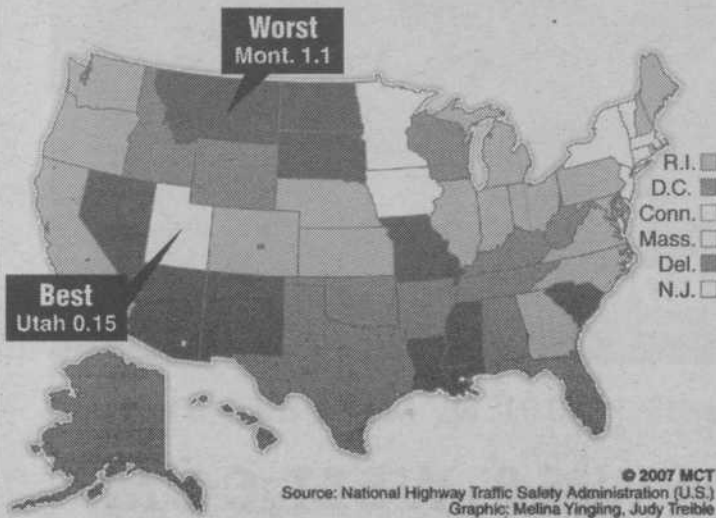 Worst
Mont. 1.1
R.I.
D.C.
Conn.
Mass.
Del.
N.J.
Best
Utah 0.15
© 2007 MCT
Source: National Highway Traffic Safety Administration (U.S.)
Graphic: Melina Yingling, Judy Treible